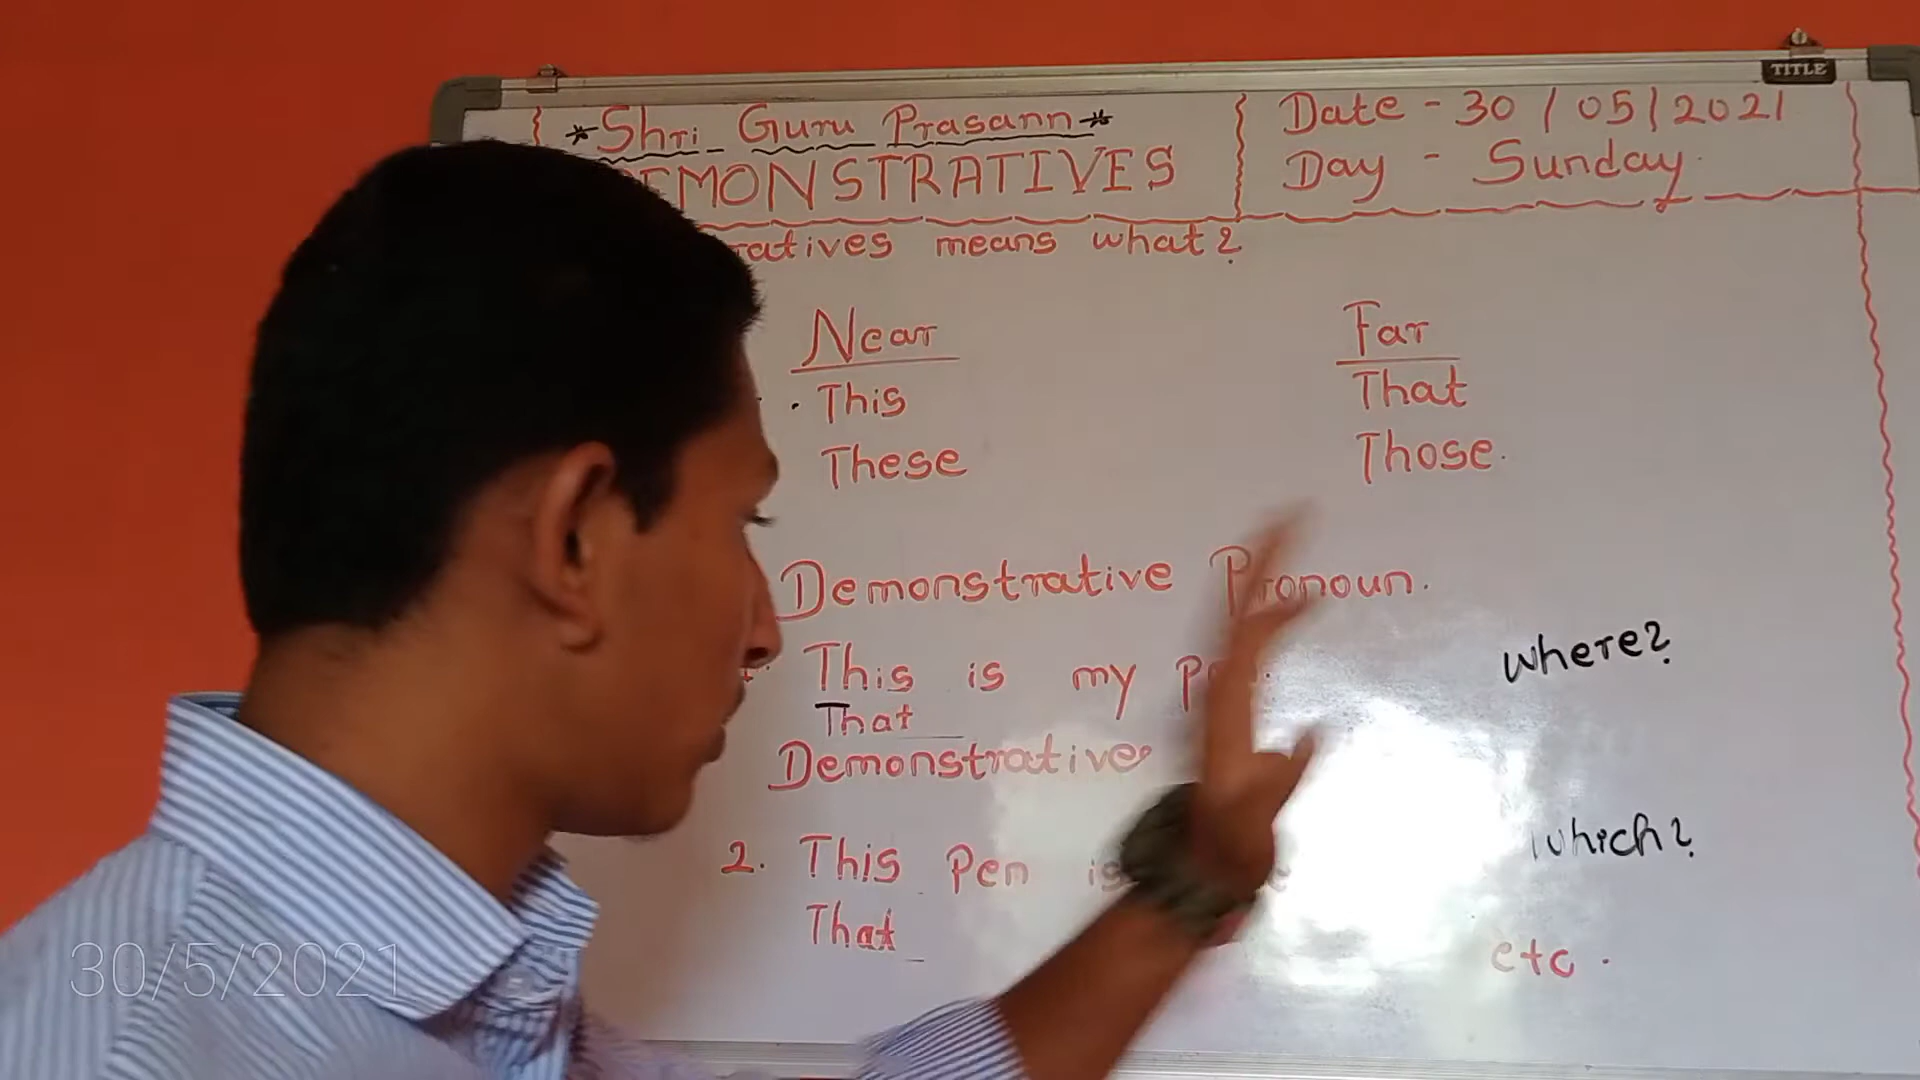 *Shri Guru Prasann* Date - 30/05/2021
DEMONSTRATIVES Day - Sunday.
ratives means what?
Near Far
This That
These Those.
Demonstrative Pronoun.
This is my where?
That
Demonstrative
2. This Pen is which?
That
etc.
30/5/2021
TITLE